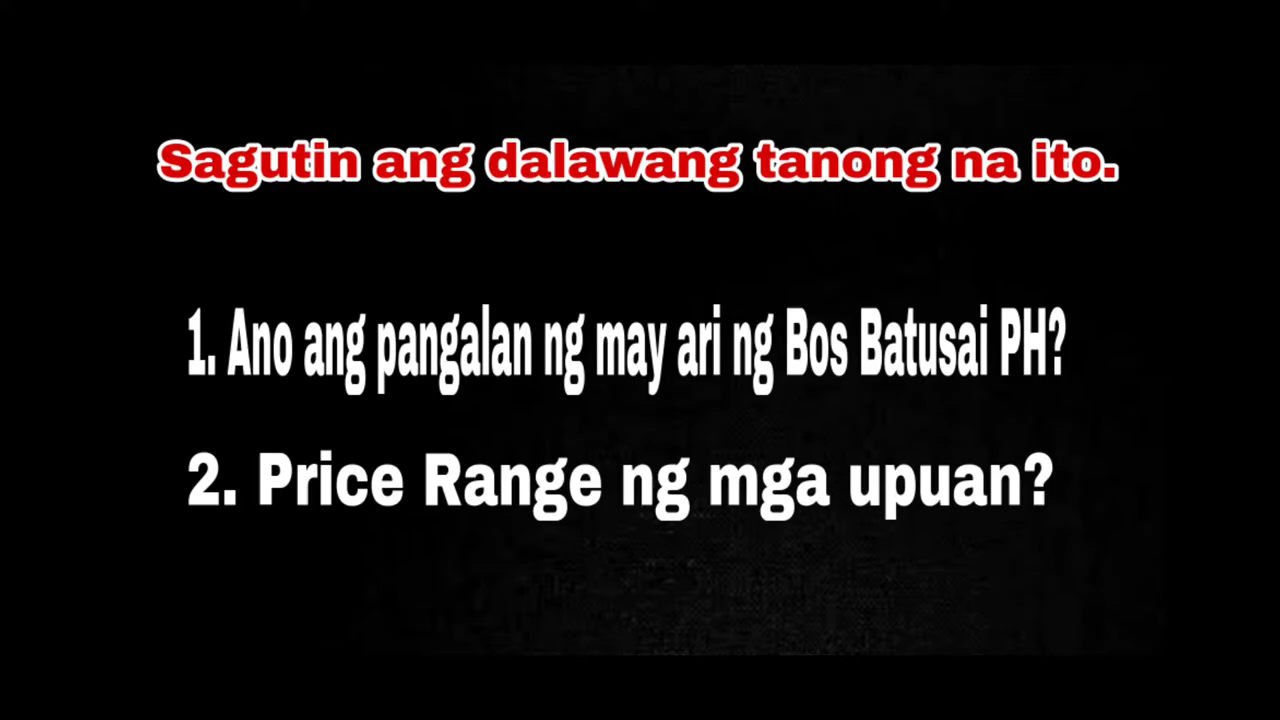 Sagutin ang dalawang tanong na ito.
1. Ano ang pangalan ng may ari ng Bos Batusai PH?
2. Price Range ng mga upuan?